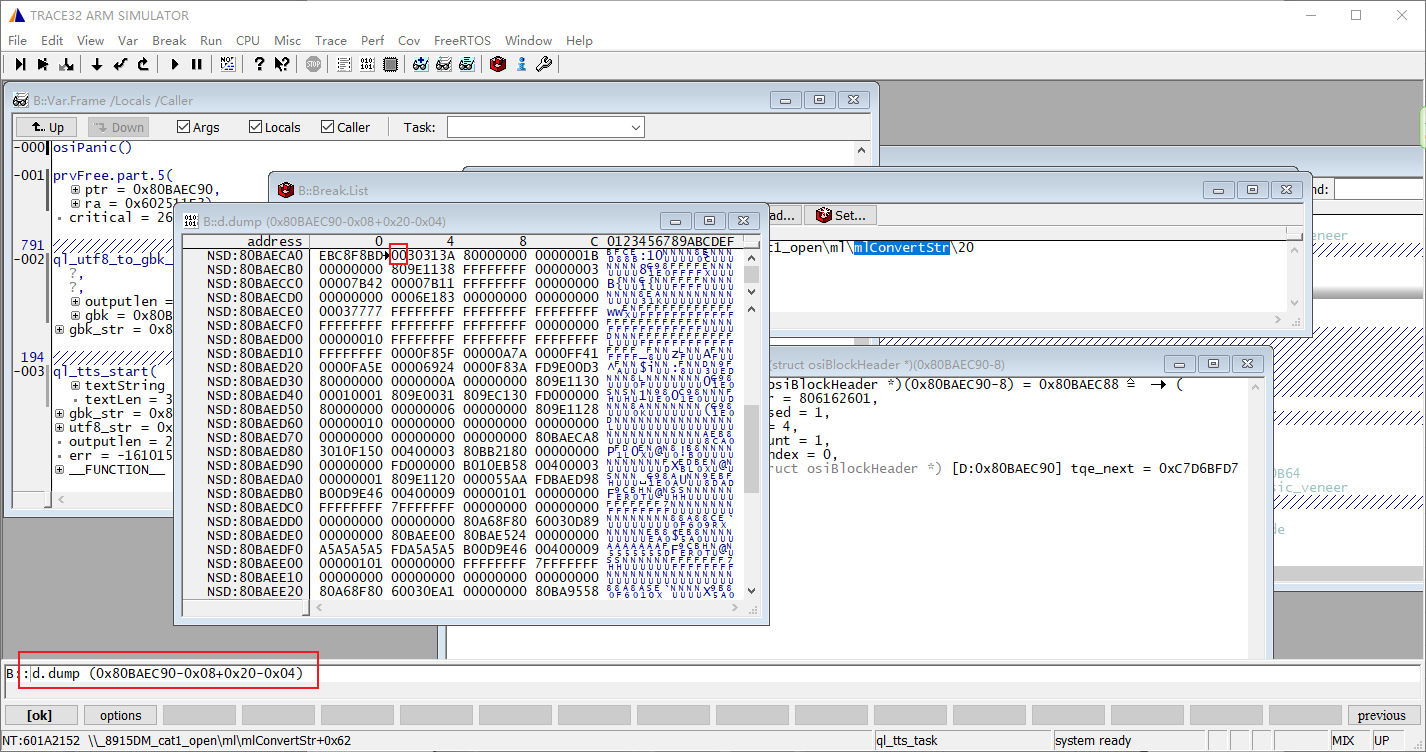 TRACE32 ARM SIMULATOR
File Edit View Var Break Run CPU Misc Trace Perf Cov FreeRTOS Window Help
B::Var.Frame /Locals /Caller
Up Down Args Locals Caller Task:
-000 osiPanic()
-001 prvFree.part.5(
ptr = 0x80BAEC90,
critical = 26
791
-002 ql_utf8_to_gbk_
?,
?,
outputlen =
gbk = 0x80B
gbk_str = 0x8
194
-003 ql_tts_start(
textString
textLen = 3
gbk_str = 0x8
utf8_str = 0x
outputlen = 2
err = -161015
__FUNCTION__
B::Break.List
ad... Set...
t1_open\ml\mlConvertStr\20
nd:
neer
B::d.dump (0x80BAEC90-0x08+0x20-0x04)
address 0 4 8 C 0123456789ABCDEF
NSD:80BAECA0 EBC8F8BD 0030313A 80000000 0000001B
NSD:80BAECB0 00000000 809E1138 FFFFFFFF 00000003
NSD:80BAECC0 00007B42 00007B11 FFFFFFFF 00000000
NSD:80BAECD0 00000000 0006E183 00000000 00000000
NSD:80BAECE0 00037777 FFFFFFFF FFFFFFFF FFFFFFFF
NSD:80BAECF0 FFFFFFFF FFFFFFFF FFFFFFFF 00000000
NSD:80BAED00 00000010 FFFFFFFF FFFFFFFF FFFFFFFF
NSD:80BAED10 FFFFFFFF 0000F85F 00000A7A 0000FF41
NSD:80BAED20 0000FA5E 00006924 0000F83A FD9E00D3
NSD:80BAED30 80000000 0000000A 00000000 809E1130
NSD:80BAED40 00010001 809E0031 809EC130 FD000000
NSD:80BAED50 80000000 00000006 00000000 809E1128
NSD:80BAED60 00000010 00000000 00000000 00000000
NSD:80BAED70 00000000 00000000 00000000 80BAECA8
NSD:80BAED80 3010F150 00400003 80BB2180 00000000
NSD:80BAED90 00000000 FD000000 B010EB58 00400003
NSD:80BAEDA0 00000001 809E1120 000055AA FDBAED98
NSD:80BAEDB0 B00D9E46 00400009 00000101 00000000
NSD:80BAEDC0 FFFFFFFF 7FFFFFFF 00000000 00000000
NSD:80BAEDD0 00000000 00000000 80A68F80 60030D89
NSD:80BAEDE0 00000000 80BAEE00 80BAE524 00000000
NSD:80BAEDF0 A5A5A5A5 FDA5A5A5 B00D9E46 00400009
NSD:80BAEE00 00000101 00000000 FFFFFFFF 7FFFFFFF
NSD:80BAEE10 00000000 00000000 00000000 00000000
NSD:80BAEE20 80A68F80 60030EA1 00000000 80BA9558
(struct osiBlockHeader *)(0x80BAEC90-8)
osiBlockHeader *)(0x80BAEC90-8) = 0x80BAEC88 ≙ → (
r = 806162601,
sed = 1,
= 4,
unt = 1,
ndex = 0,
truct osiBlockHeader *) [D:0x80BAEC90] tqe_next = 0xC7D6BFD7
0B64
sic_veneer
de
B::d.dump (0x80BAEC90-0x08+0x20-0x04)
[ok] options previous
NT:601A2152 \\_8915DM_cat1_open\ml\mlConvertStr+0x62 ql_tts_task system ready MIX UP